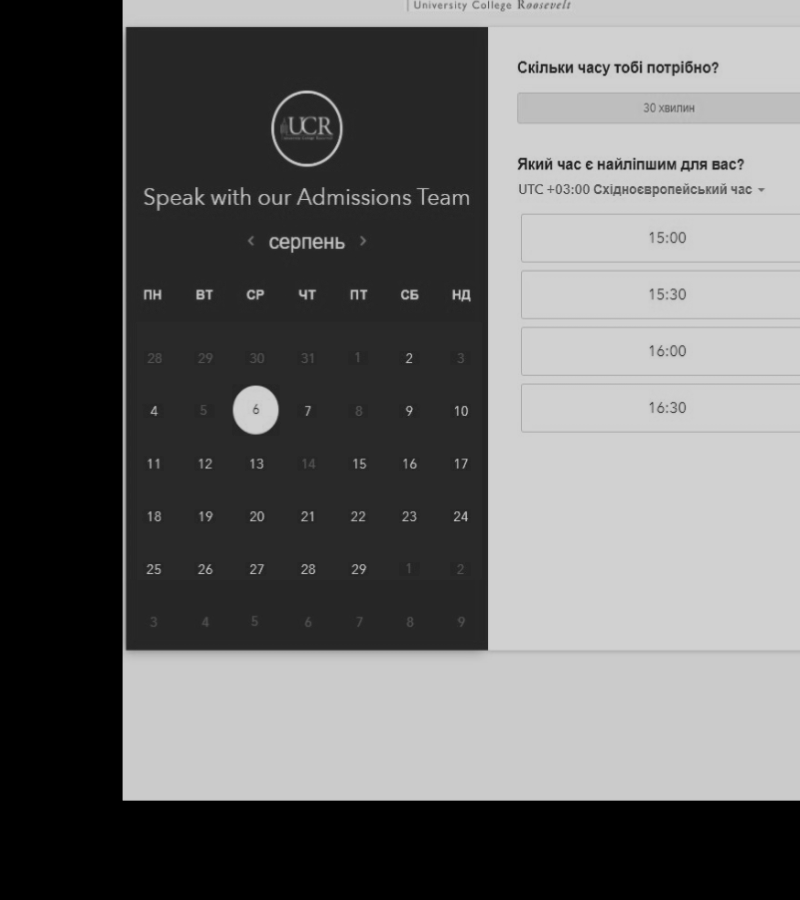 University College Roosevelt
UCR
Speak with our Admissions Team
< серпень >
ПН ВТ СР ЧТ ПТ СБ НД
28 29 30 31 1 2 3
4 5 6 7 8 9 10
11 12 13 14 15 16 17
18 19 20 21 22 23 24
25 26 27 28 29 1 2
3 4 5 6 7 8 9
Скільки часу тобі потрібно?
30 хвилин
Який час є найліпшим для вас?
UTC +03:00 Східноєвропейський час
15:00
15:30
16:00
16:30